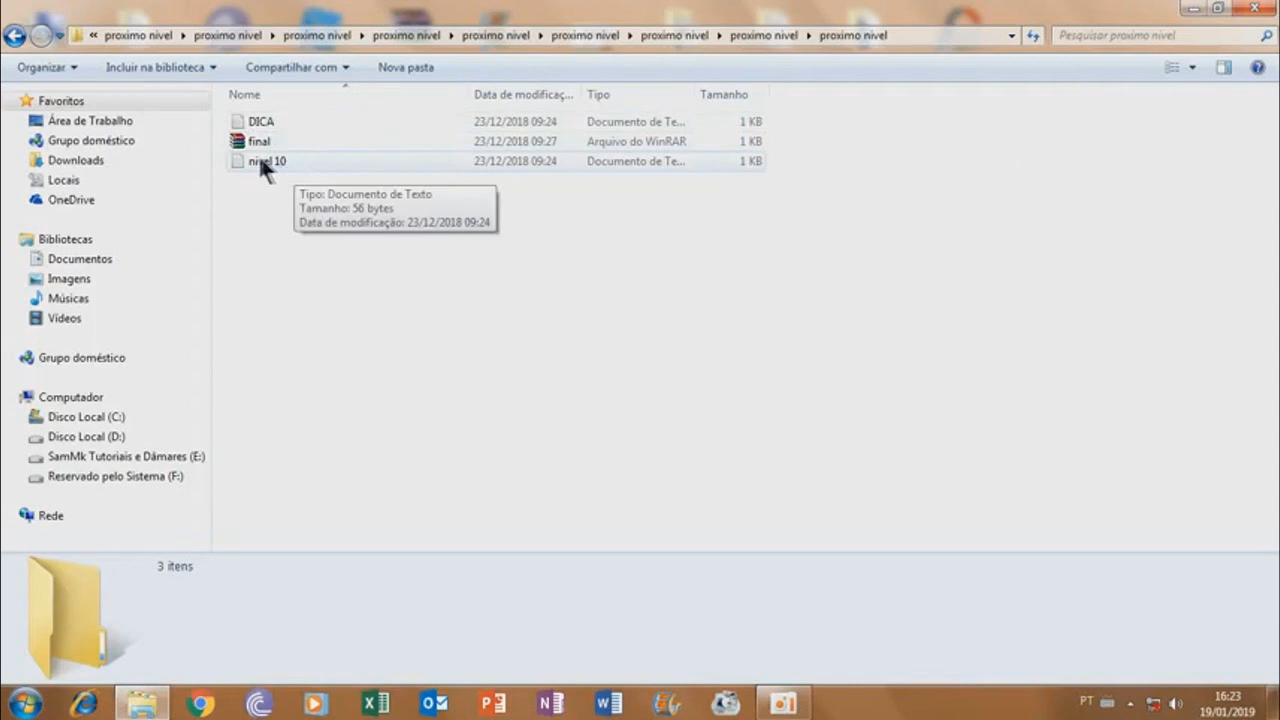 « proximo nivel ▸ proximo nivel ▸ proximo nivel ▸ proximo nivel ▸ proximo nivel ▸ proximo nivel ▸ proximo nivel ▸ proximo nivel ▸ proximo nivel
Pesquisar proximo nivel
Organizar Incluir na biblioteca Compartilhar com Nova pasta
Nome Data de modificaç... Tipo Tamanho
DICA 23/12/2018 09:24 Documento de Te... 1 KB
final 23/12/2018 09:27 Arquivo do WinRAR 1 KB
nivel 10 23/12/2018 09:24 Documento de Te... 1 KB
Tipo: Documento de Texto
Tamanho: 56 bytes
Data de modificação: 23/12/2018 09:24
Favoritos
Área de Trabalho
Grupo doméstico
Downloads
Locais
OneDrive
Bibliotecas
Documentos
Imagens
Músicas
Vídeos
Grupo doméstico
Computador
Disco Local (C:)
Disco Local (D:)
SamMk Tutoriais e Dâmares (E:)
Reservado pelo Sistema (F:)
Rede
3 itens
PT
16:23
19/01/2019